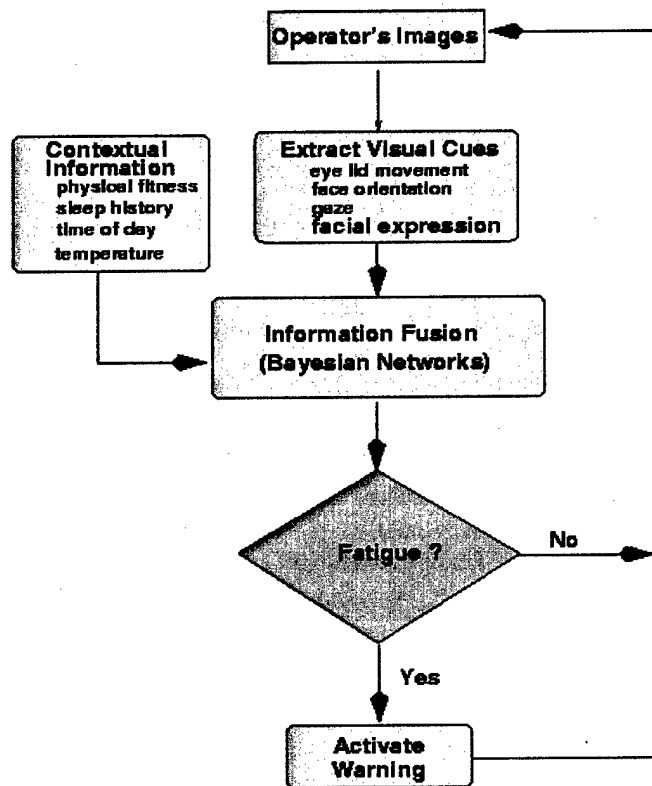 Operator's Images
Contextual
Information
physical fitness
sleep history
time of day
temperature
Extract Visual Cues
eye lid movement
face orientation
gaze
facial expression
Information Fusion
(Bayesian Networks)
Fatigue ?
No
Yes
Activate
Warning